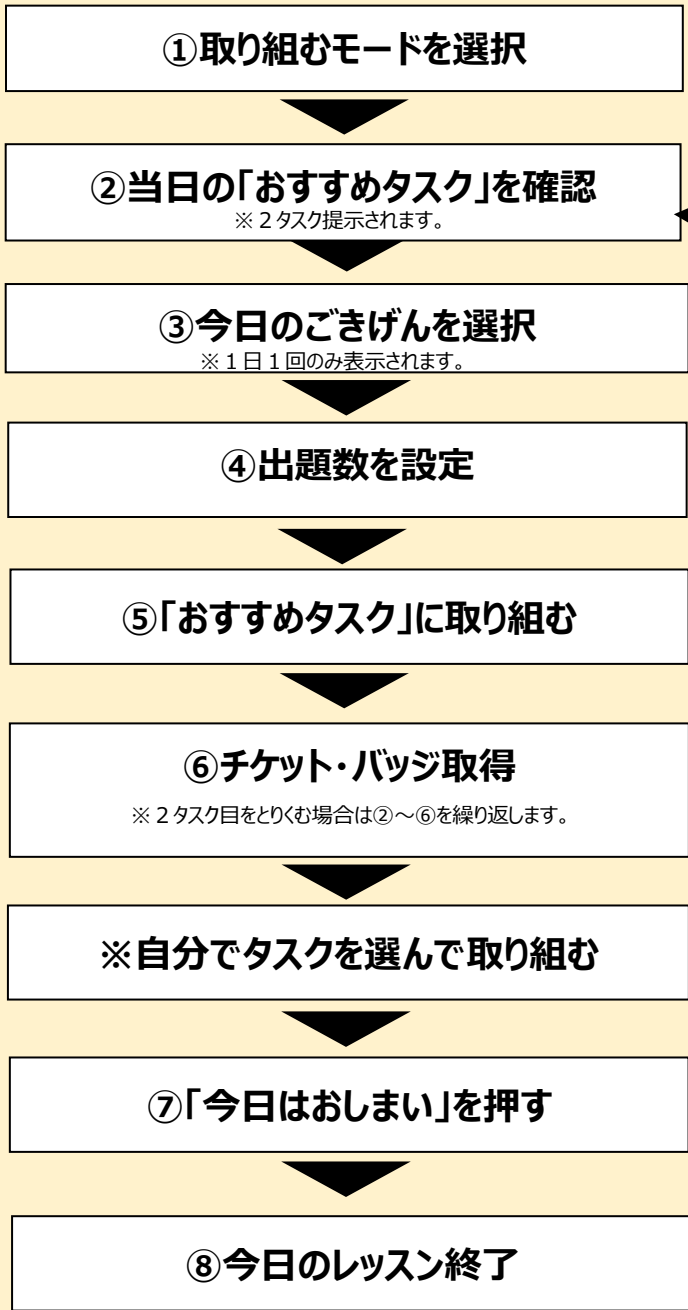 ①取り組むモードを選択
②当日の「おすすめタスク」を確認
※２タスク提示されます。
③今日のごきげんを選択
※１日１回のみ表示されます。
④出題数を設定
⑤「おすすめタスク」に取り組む
⑥チケット・バッジ取得
※２タスク目をとりくむ場合は②～⑥を繰り返します。
※自分でタスクを選んで取り組む
⑦「今日はおしまい」を押す
⑧今日のレッスン終了